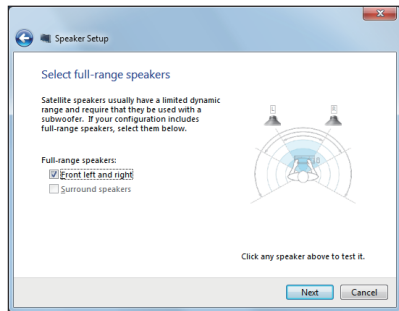 Speaker Setup
Select full-range speakers
Satellite speakers usually have a limited dynamic
range and require that they be used with a
subwoofer. If your configuration includes
full-range speakers, select them below.
L
R
Full-range speakers:
Front left and right
Surround speakers
Click any speaker above to test it.
Next
Cancel